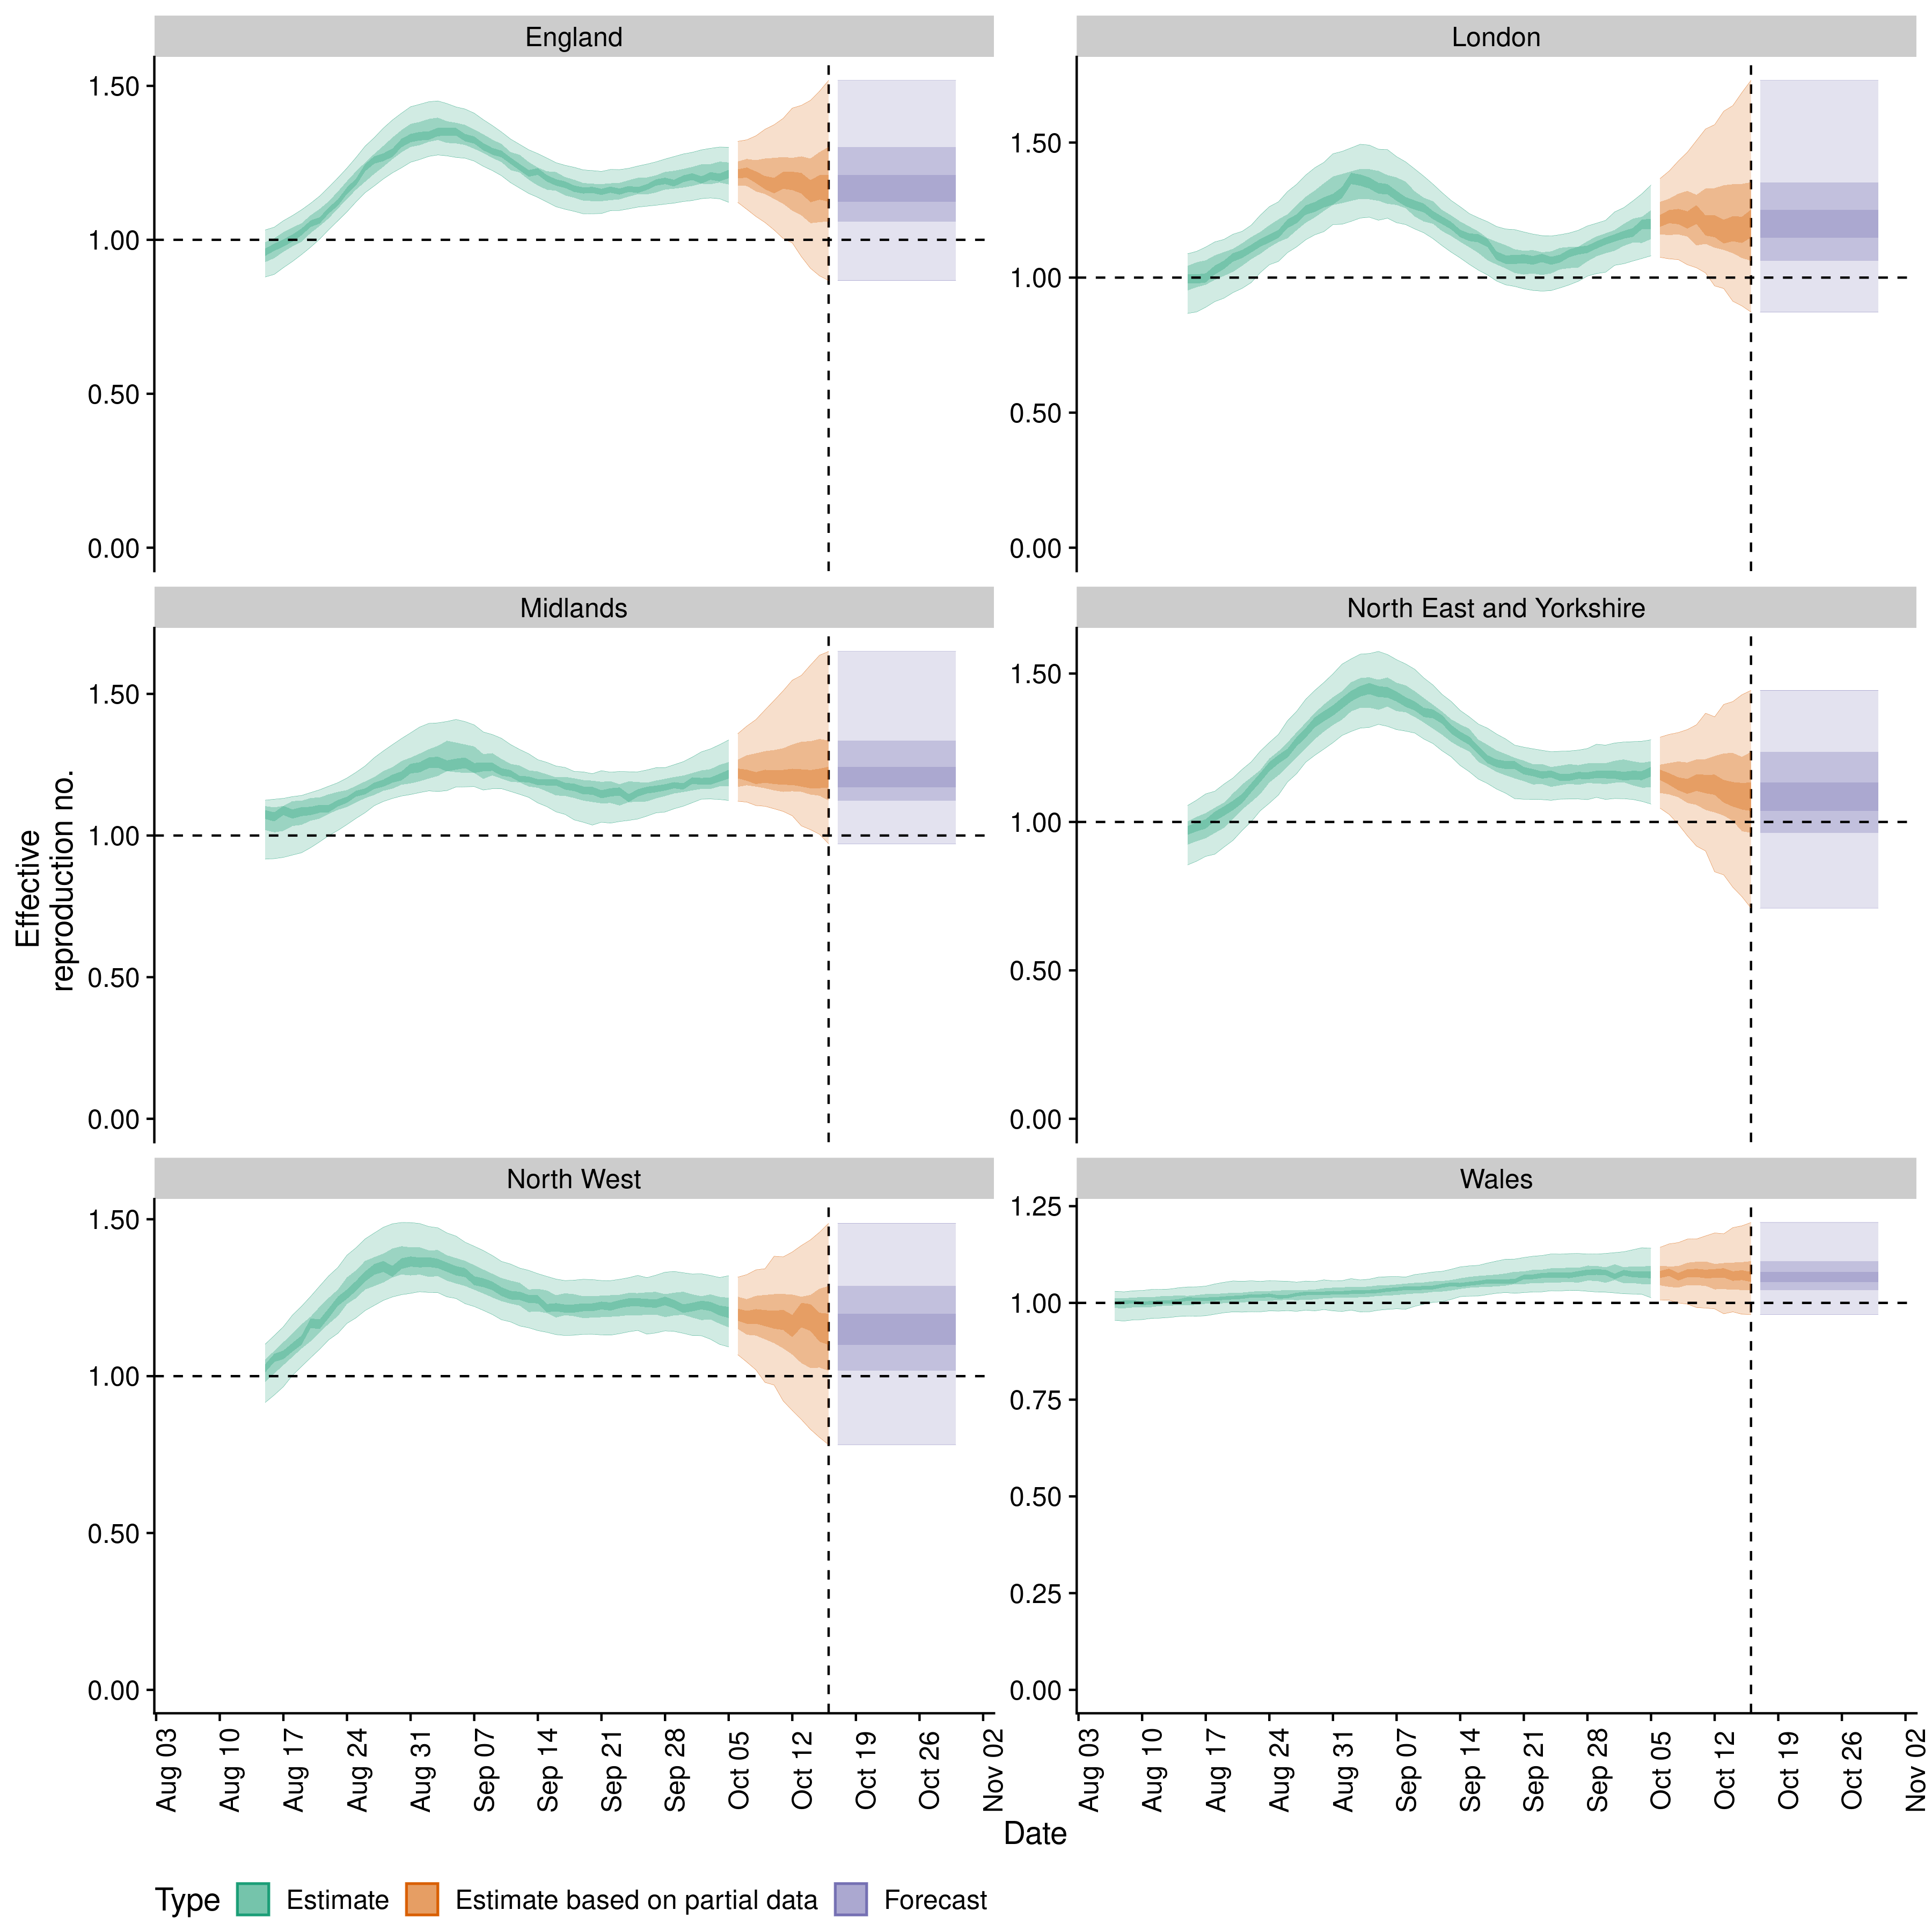 England
London
1.50
1.00
0.50
0.00
1.50
1.00
0.50
0.00
Midlands
North East and Yorkshire
1.50
1.00
0.50
0.00
1.50
1.00
0.50
0.00
North West
Wales
1.50
1.00
0.50
0.00
1.25
1.00
0.75
0.50
0.25
0.00
Effective
reproduction no.
Aug 03
Aug 10
Aug 17
Aug 24
Aug 31
Sep 07
Sep 14
Sep 21
Sep 28
Oct 05
Oct 12
Oct 19
Oct 26
Nov 02
Aug 03
Aug 10
Aug 17
Aug 24
Aug 31
Sep 07
Sep 14
Sep 21
Sep 28
Oct 05
Oct 12
Oct 19
Oct 26
Nov 02
Date
Type Estimate Estimate based on partial data Forecast